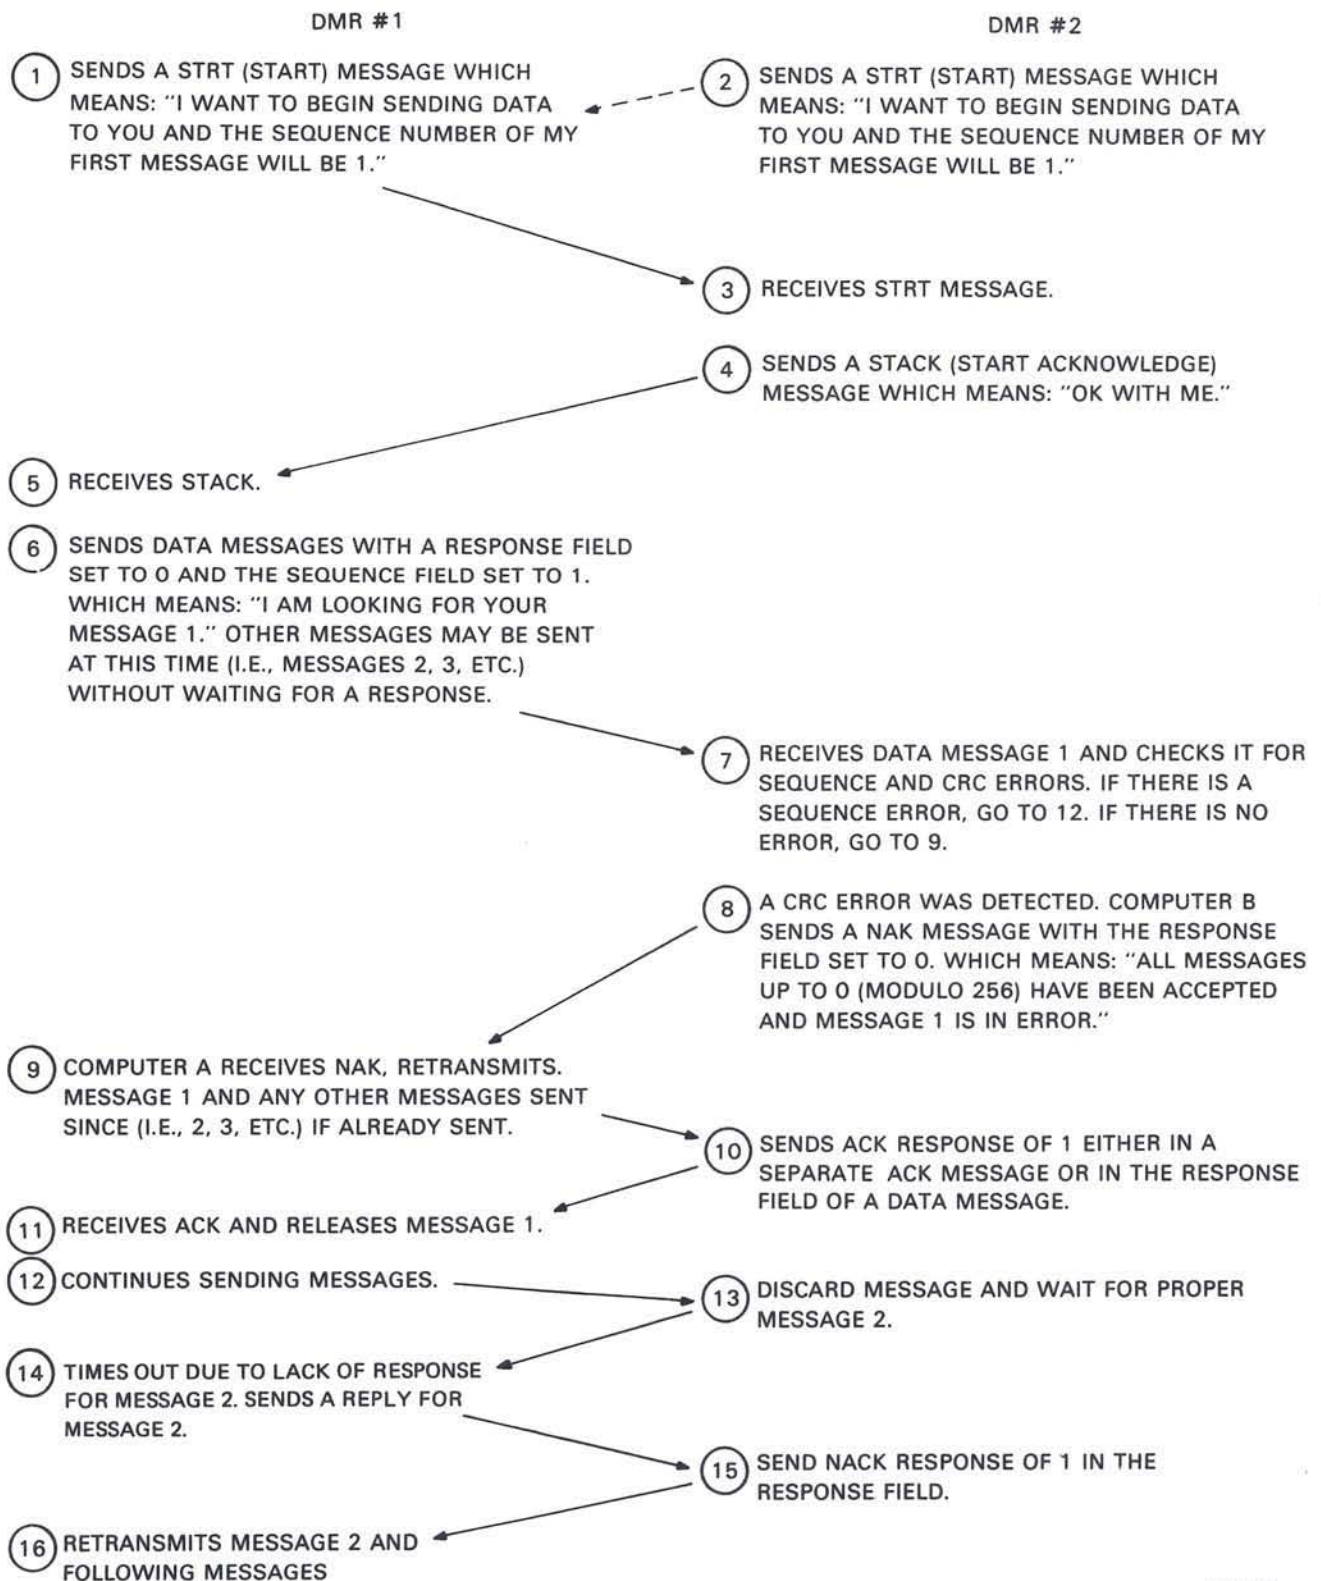 DMR #1
DMR #2
1
SENDS A STRT (START) MESSAGE WHICH
MEANS: "I WANT TO BEGIN SENDING DATA
TO YOU AND THE SEQUENCE NUMBER OF MY
FIRST MESSAGE WILL BE 1."
2
SENDS A STRT (START) MESSAGE WHICH
MEANS: "I WANT TO BEGIN SENDING DATA
TO YOU AND THE SEQUENCE NUMBER OF MY
FIRST MESSAGE WILL BE 1."
3
RECEIVES STRT MESSAGE.
4
SENDS A STACK (START ACKNOWLEDGE)
MESSAGE WHICH MEANS: "OK WITH ME."
5
RECEIVES STACK.
6
SENDS DATA MESSAGES WITH A RESPONSE FIELD
SET TO 0 AND THE SEQUENCE FIELD SET TO 1.
WHICH MEANS: "I AM LOOKING FOR YOUR
MESSAGE 1." OTHER MESSAGES MAY BE SENT
AT THIS TIME (I.E., MESSAGES 2, 3, ETC.)
WITHOUT WAITING FOR A RESPONSE.
7
RECEIVES DATA MESSAGE 1 AND CHECKS IT FOR
SEQUENCE AND CRC ERRORS. IF THERE IS A
SEQUENCE ERROR, GO TO 12. IF THERE IS NO
ERROR, GO TO 9.
8
A CRC ERROR WAS DETECTED. COMPUTER B
SENDS A NAK MESSAGE WITH THE RESPONSE
FIELD SET TO 0. WHICH MEANS: "ALL MESSAGES
UP TO 0 (MODULO 256) HAVE BEEN ACCEPTED
AND MESSAGE 1 IS IN ERROR."
9
COMPUTER A RECEIVES NAK, RETRANSMITS.
MESSAGE 1 AND ANY OTHER MESSAGES SENT
SINCE (I.E., 2, 3, ETC.) IF ALREADY SENT.
10
SENDS ACK RESPONSE OF 1 EITHER IN A
SEPARATE ACK MESSAGE OR IN THE RESPONSE
FIELD OF A DATA MESSAGE.
11
RECEIVES ACK AND RELEASES MESSAGE 1.
12
CONTINUES SENDING MESSAGES.
13
DISCARD MESSAGE AND WAIT FOR PROPER
MESSAGE 2.
14
TIMES OUT DUE TO LACK OF RESPONSE
FOR MESSAGE 2. SENDS A REPLY FOR
MESSAGE 2.
15
SEND NACK RESPONSE OF 1 IN THE
RESPONSE FIELD.
16
RETRANSMITS MESSAGE 2 AND
FOLLOWING MESSAGES